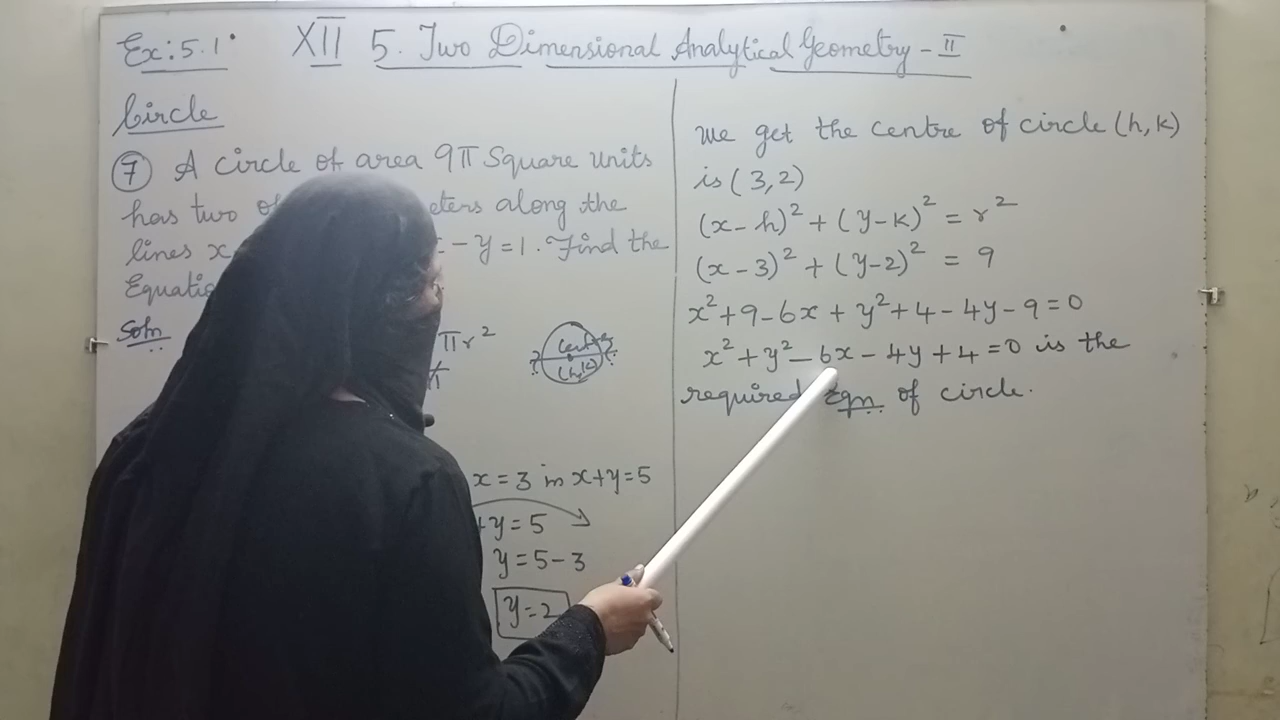 Ex: 5.1
XII 5. Two Dimensional Analytical Geometry - II
Circle
7 A circle of area 9π Square units
has two of along the
lines x - y = 1. Find the
Soln
πr²
centre
(h,k)
x = 3 in x+y=5
+y = 5
y = 5 - 3
y = 2
We get the centre of circle (h, k)
is (3, 2)
(x - h)² + (y - k)² = r²
(x - 3)² + (y - 2)² = 9
x² + 9 - 6x + y² + 4 - 4y - 9 = 0
x² + y² - 6x - 4y + 4 = 0 is the
required Eqn of circle.